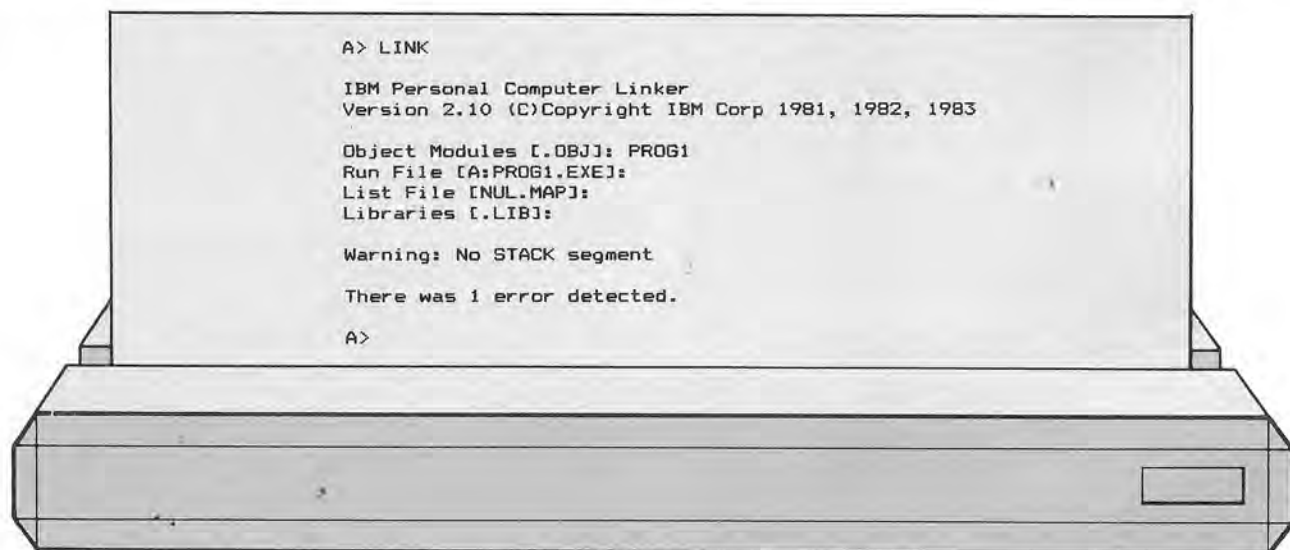 A> LINK
IBM Personal Computer Linker
Version 2.10 (C)Copyright IBM Corp 1981, 1982, 1983
Object Modules [.OBJ]: PROG1
Run File [A:PROG1.EXE]:
List File [NUL.MAP]:
Libraries [.LIB]:
Warning: No STACK segment
There was 1 error detected.
A>